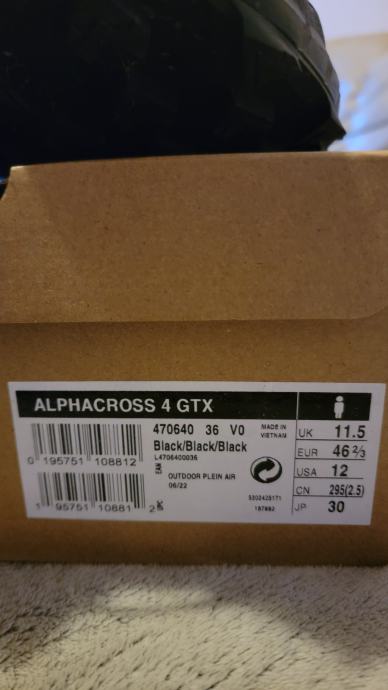 ALPHACROSS 4 GTX
470640 36 V0
Black/Black/Black
L47064000036
MADE IN
VIETNAM
0 195751 108812
EAN
OUTDOOR PLEIN AIR
06/22
1 95751 10881 2
UK 11.5
EUR 46 2/3
USA 12
CN 295(2.5)
JP 30